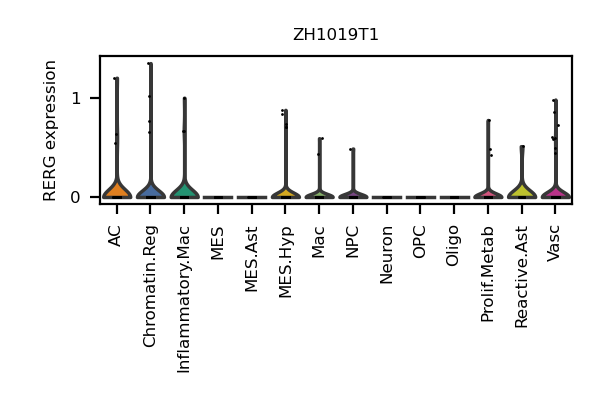 ZH1019T1
RERG expression
1
0
AC
Chromatin.Reg
Inflammatory.Mac
MES
MES.Ast
MES.Hyp
Mac
NPC
Neuron
OPC
Oligo
Prolif.Metab
Reactive.Ast
Vasc